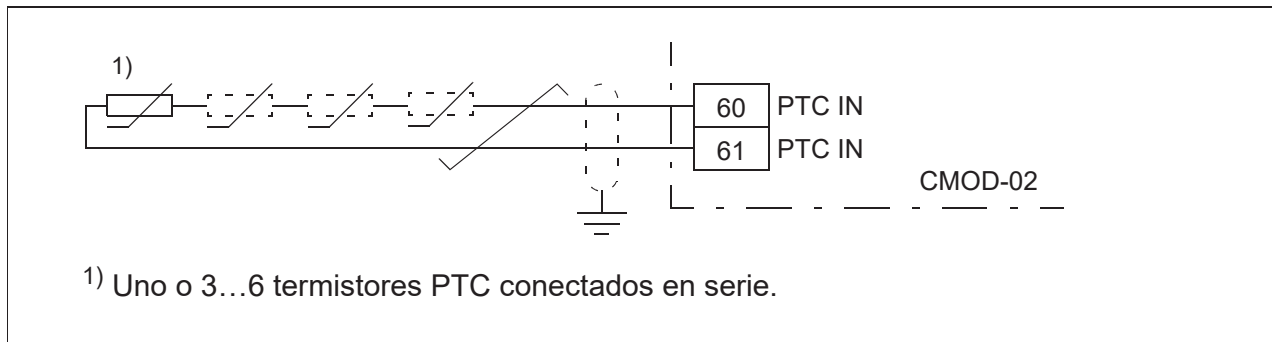 1)
60 PTC IN
61 PTC IN
CMOD-02
1) Uno o 3…6 termistores PTC conectados en serie.